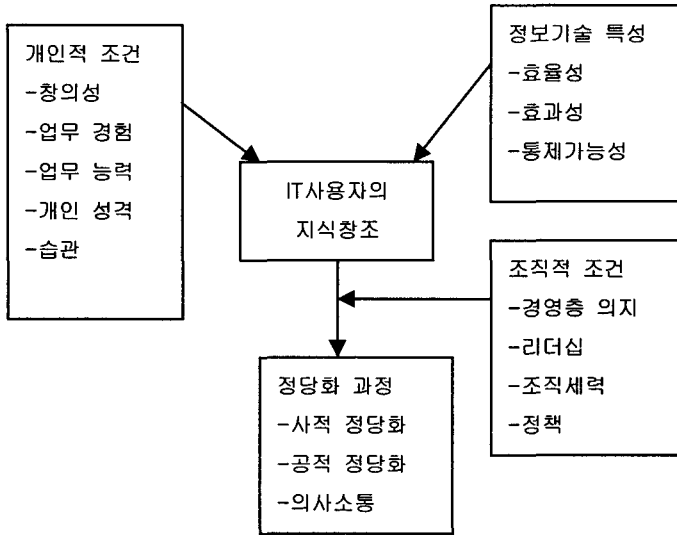 개인적 조건
-창의성
-업무 경험
-업무 능력
-개인 성격
-습관
정보기술 특성
-효율성
-효과성
-통제가능성
IT사용자의
지식창조
조직적 조건
-경영층 의지
-리더십
-조직세력
-정책
정당화 과정
-사적 정당화
-공적 정당화
-의사소통